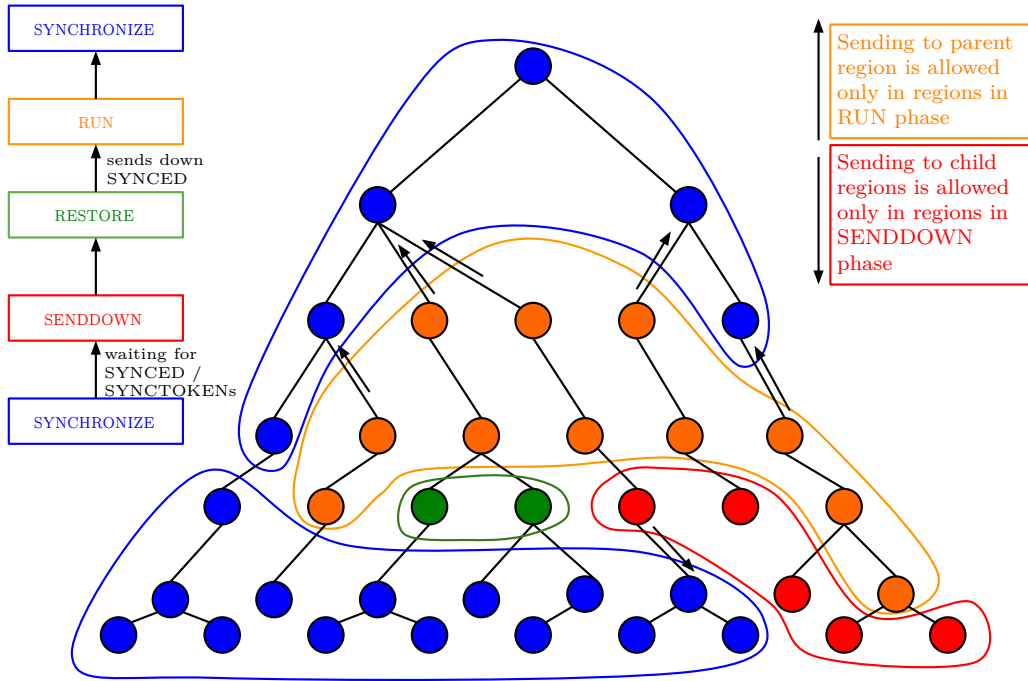 SYNCHRONIZE
RUN
sends down
SYNCED
RESTORE
SENDDOWN
waiting for
SYNCED /
SYNCTOKENs
SYNCHRONIZE
Sending to parent
region is allowed
only in regions in
RUN phase
Sending to child
regions is allowed
only in regions in
SENDDOWN
phase